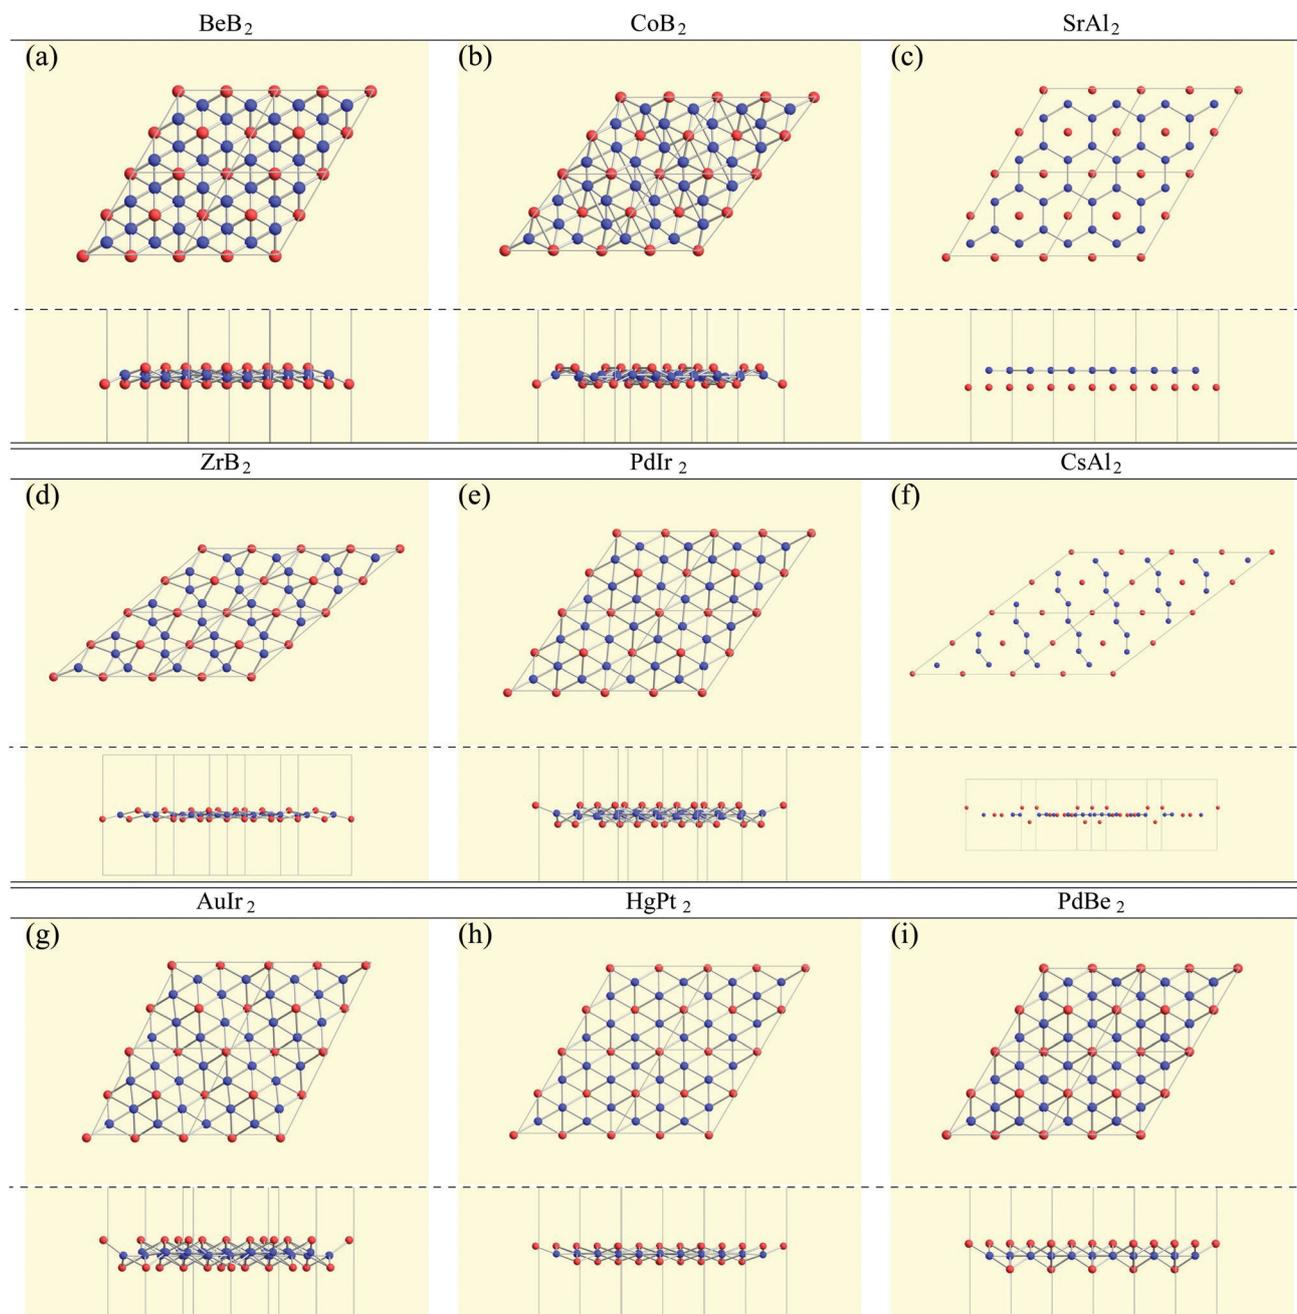 BeB2 CoB2 SrAl2
(a) (b) (c)
ZrB2 PdIr2 CsAl2
(d) (e) (f)
AuIr2 HgPt2 PdBe2
(g) (h) (i)